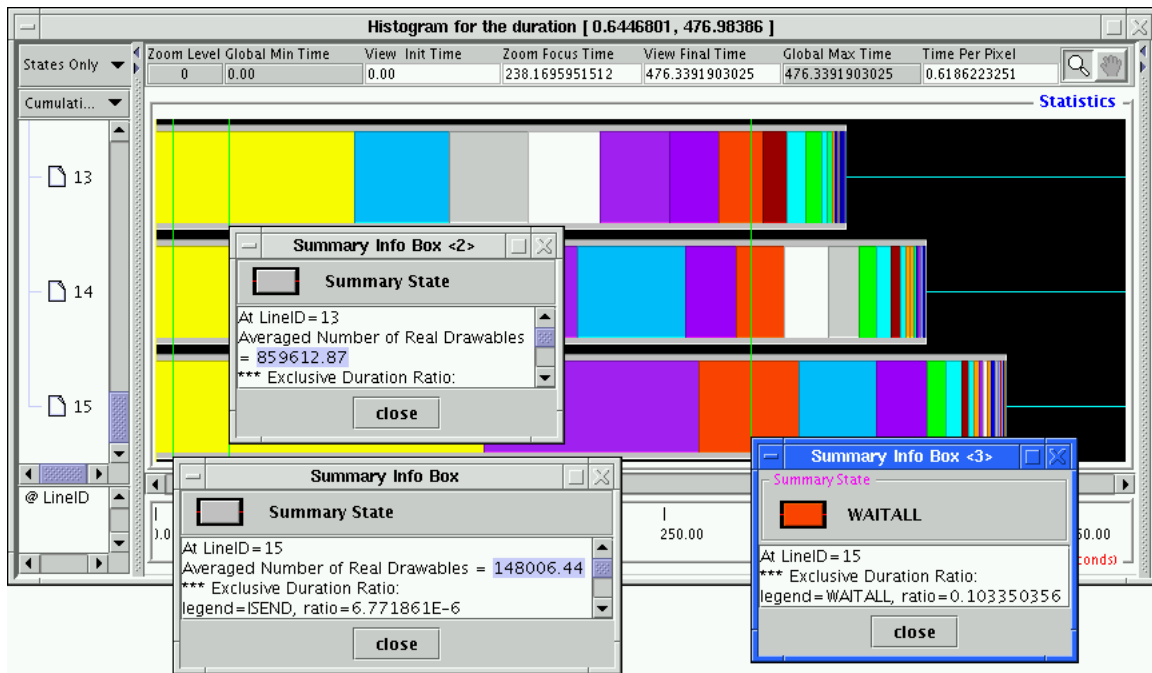 Histogram for the duration [ 0.6446801, 476.98386 ]
States Only
Zoom Level Global Min Time View Init Time Zoom Focus Time View Final Time Global Max Time Time Per Pixel
0 0.00 0.00 238.1695951512 476.3391903025 476.3391903025 0.6186223251
Cumulati...
Statistics
13
14
15
@ LineID
Summary Info Box <2>
Summary State
At LineID=13
Averaged Number of Real Drawables
= 859612.87
*** Exclusive Duration Ratio:
close
Summary Info Box
Summary State
At LineID=15
Averaged Number of Real Drawables = 148006.44
*** Exclusive Duration Ratio:
legend=ISEND, ratio=6.771861E-6
close
Summary Info Box <3>
Summary State
WAITALL
At LineID=15
*** Exclusive Duration Ratio:
legend=WAITALL, ratio=0.103350356
close
250.00